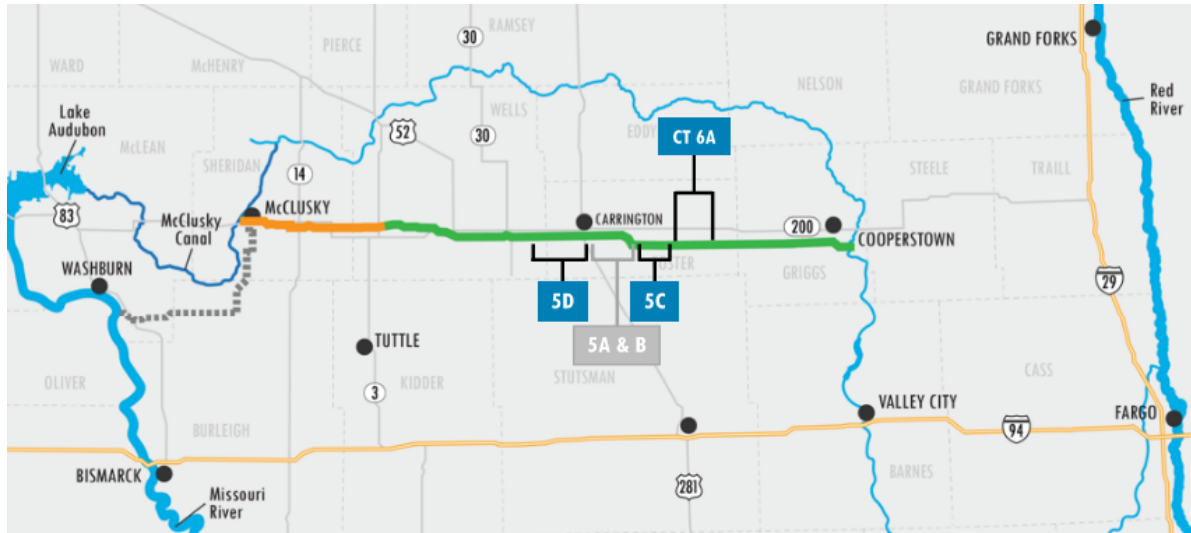 RAMSEY
30
GRAND FORKS
PIERCE
WARD
McHENRY
NELSON
GRAND FORKS
Red
River
Lake
Audubon
WELLS
52
30
EDDY
CT 6A
McLEAN
SHERIDAN
14
STEELE
TRAILL
83
McCLUSKY
McClusky
Canal
CARRINGTON
200
COOPERSTOWN
WASHBURN
OSTER
GRIGGS
29
5D
5C
5A & B
TUTTLE
OLIVER
3
KIDDER
STUTSMAN
CASS
VALLEY CITY
FARGO
BURLEIGH
94
BISMARCK
BARNES
281
Missouri
River